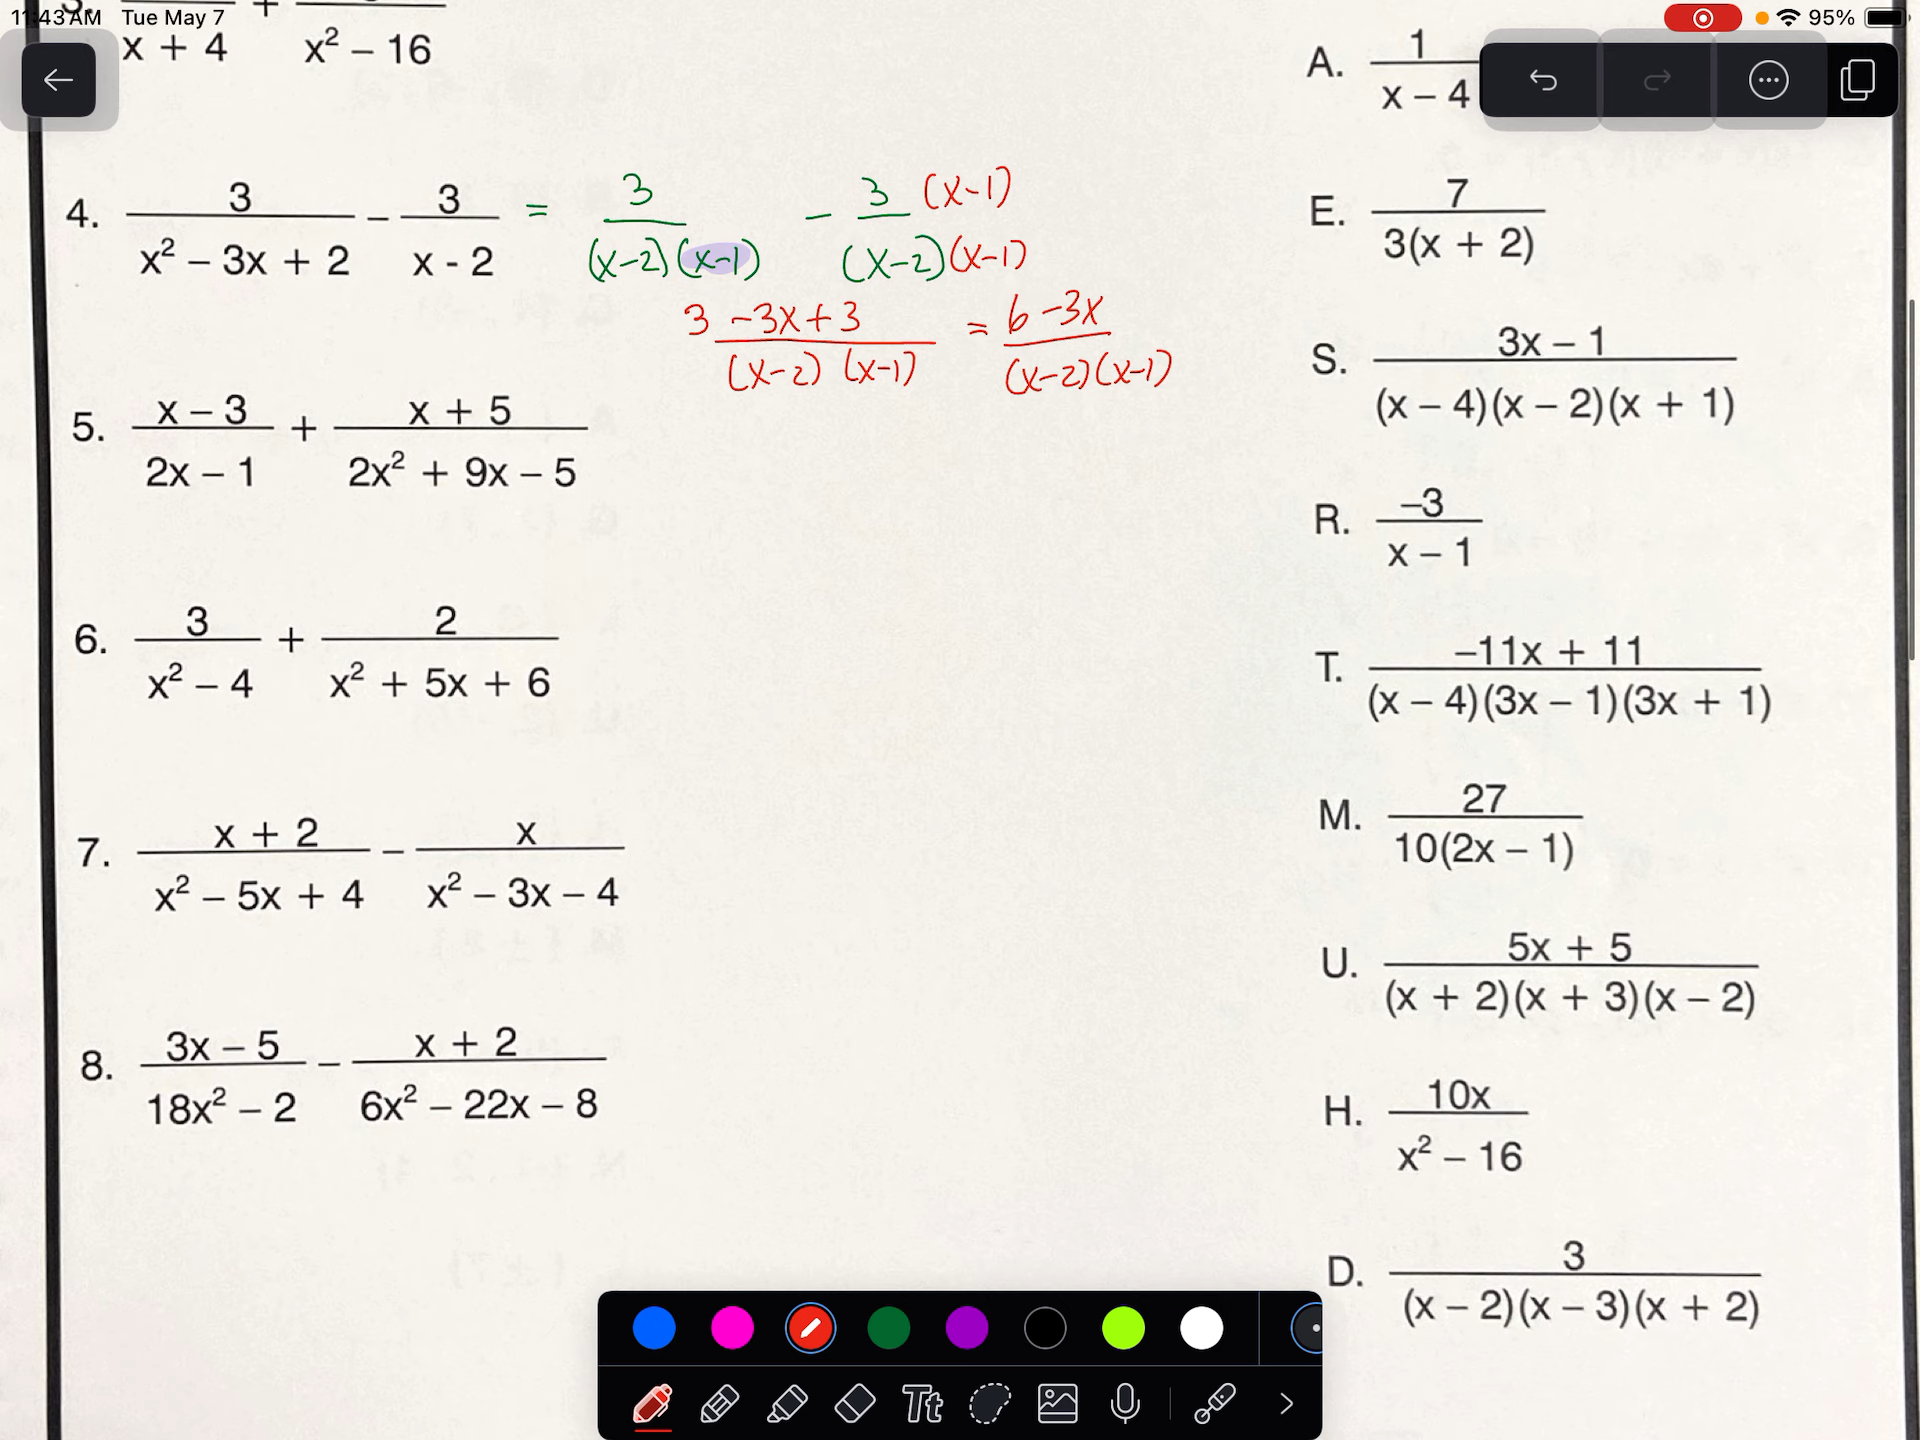 11:43 AM Tue May 7 95%
+
x + 4 x² – 16
4. 3/(x² – 3x + 2) – 3/(x - 2) = 3/((x–2)(x–1)) – 3(x–1)/((x–2)(x–1))
(3 –3x+3)/((x–2)(x–1)) = (6–3x)/((x–2)(x–1))
5. (x – 3)/(2x – 1) + (x + 5)/(2x² + 9x – 5)
6. 3/(x² – 4) + 2/(x² + 5x + 6)
7. (x + 2)/(x² – 5x + 4) – x/(x² – 3x – 4)
8. (3x – 5)/(18x² – 2) – (x + 2)/(6x² – 22x – 8)
A. 1/(x – 4)
E. 7/(3(x + 2))
S. (3x – 1)/((x – 4)(x – 2)(x + 1))
R. –3/(x – 1)
T. (–11x + 11)/((x – 4)(3x – 1)(3x + 1))
M. 27/(10(2x – 1))
U. (5x + 5)/((x + 2)(x + 3)(x – 2))
H. 10x/(x² – 16)
D. 3/((x – 2)(x – 3)(x + 2))
Tt